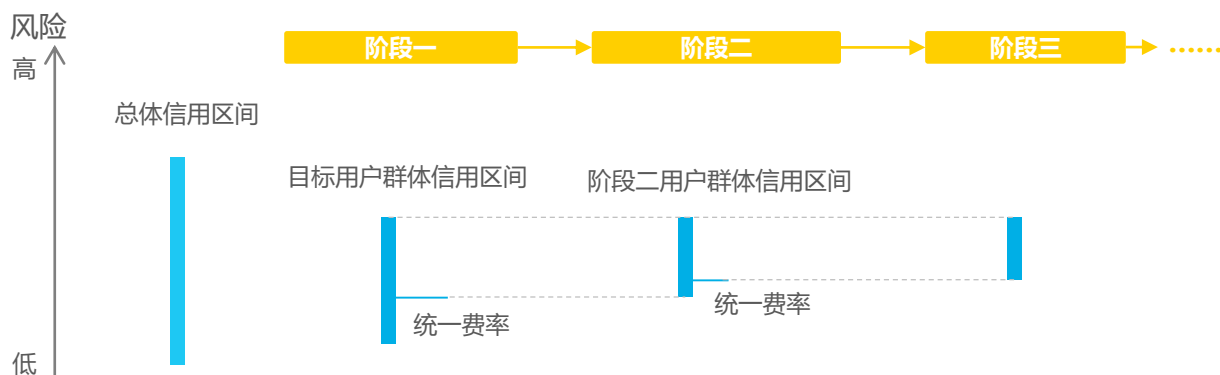 风险
高
阶段一
阶段二
阶段三
总体信用区间
目标用户群体信用区间
阶段二用户群体信用区间
统一费率
统一费率
低